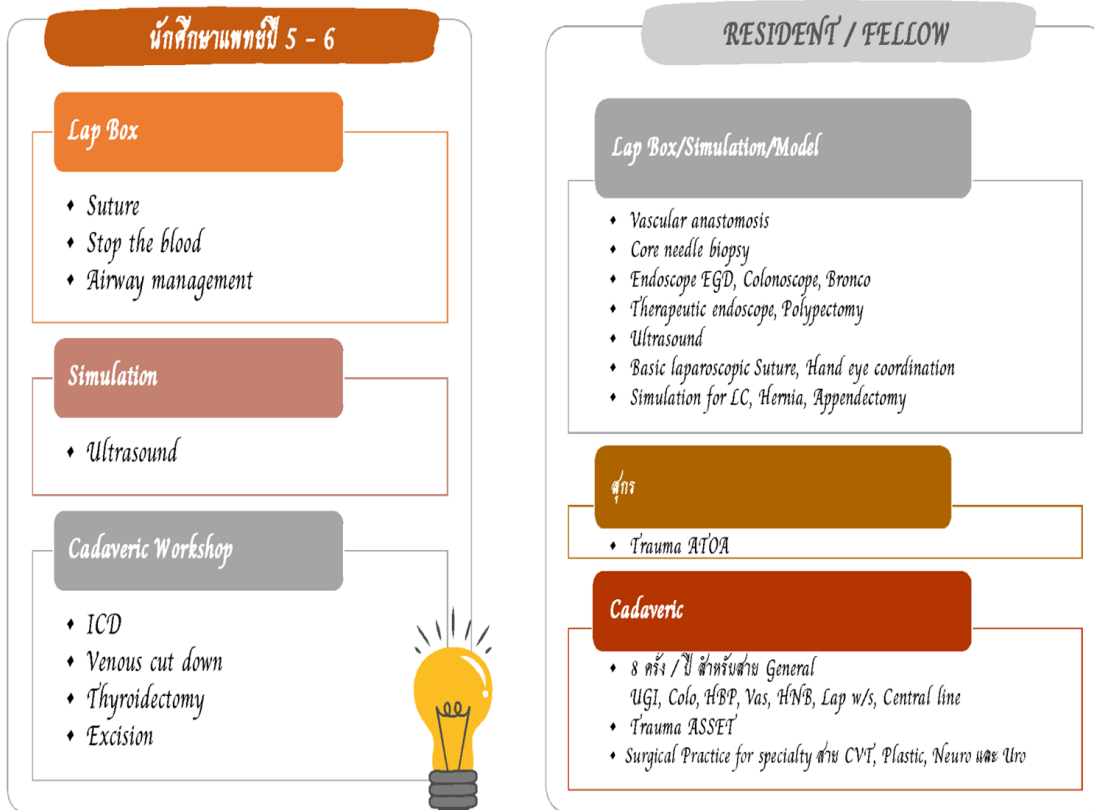 นักศึกษาแพทย์ปี 5 - 6
Lap Box
Suture
Stop the blood
Airway management
Simulation
Ultrasound
Cadaveric Workshop
ICD
Venous cut down
Thyroidectomy
Excision
RESIDENT / FELLOW
Lap Box/Simulation/Model
Vascular anastomosis
Core needle biopsy
Endoscope EGD, Colonoscope, Bronco
Therapeutic endoscope, Polypectomy
Ultrasound
Basic laparoscopic Suture, Hand eye coordination
Simulation for LC, Hernia, Appendectomy
สุกร
Trauma ATOA
Cadaveric
8 ครั้ง / ปี สำหรับสาย General
UGI, Colo, HBP, Vas, HNB, Lap w/s, Central line
Trauma ASSET
Surgical Practice for specialty สาย CVT, Plastic, Neuro และ Uro